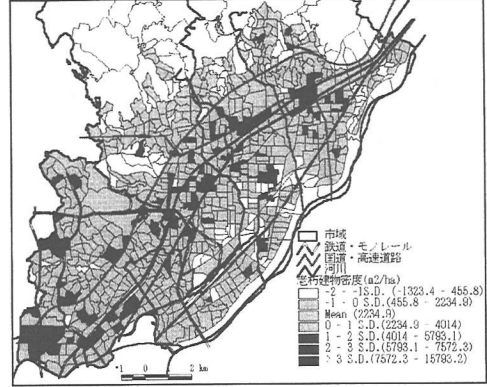 市域
鉄道・モノレール
国道・高速道路
河川
老朽建物密度(m2/ha)
-2 - -1S.D. (-1323.4 - 455.8)
-1 - 0 S.D.(455.8 - 2234.9)
Mean (2234.9)
0 - 1 S.D.(2234.9 - 4014)
1 - 2 S.D.(4014 - 5793.1)
2 - 3 S.D.(5793.1 - 7572.3)
> 3 S.D.(7572.3 - 15793.2)
1 0 2 km